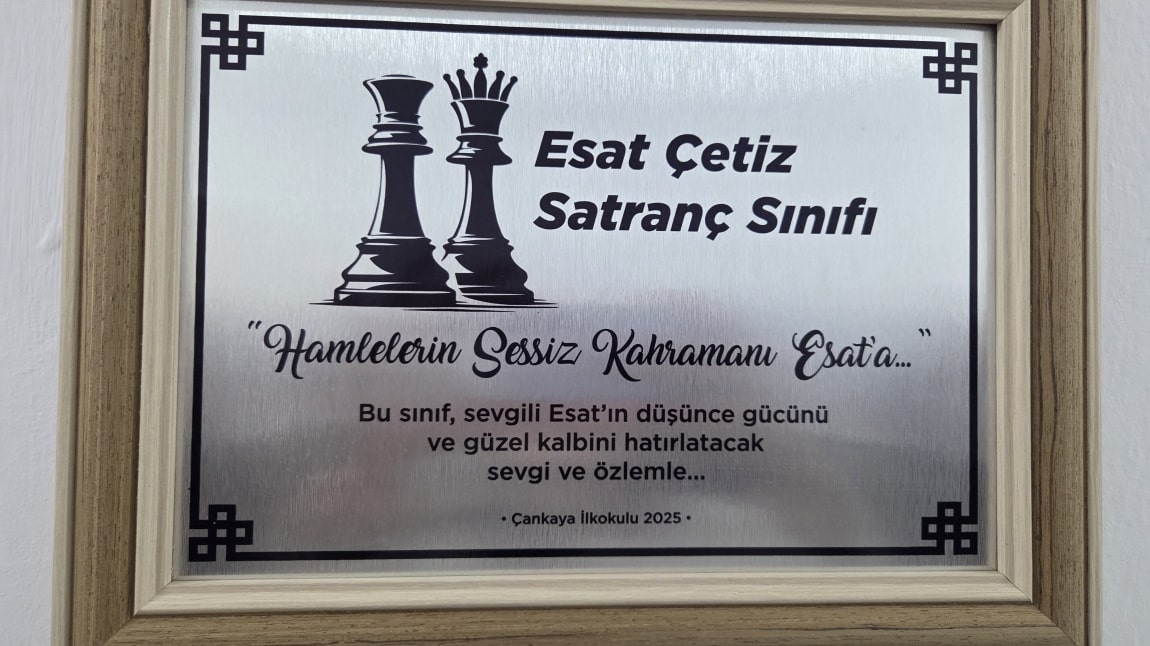 Esat Çetiz
Satranç Sınıfı
"Hamlelerin Sessiz Kahramanı Esat'a..."
Bu sınıf, sevgili Esat'ın düşünce gücünü
ve güzel kalbini hatırlatacak
sevgi ve özlemle...
• Çankaya İlkokulu 2025 •